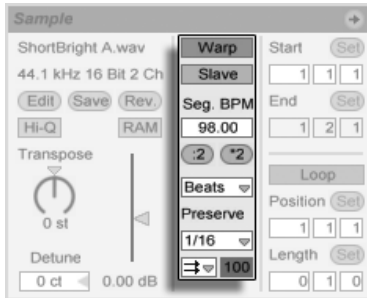 Sample
ShortBright A.wav
44.1 kHz 16 Bit 2 Ch
Edit Save Rev.
Hi-Q RAM
Transpose
0 st
Detune
0 ct 0.00 dB
Warp
Slave
Seg. BPM
98.00
:2 *2
Beats
Preserve
1/16
100
Start Set
1 1 1
End Set
1 2 1
Loop
Position Set
1 1 1
Length Set
0 1 0